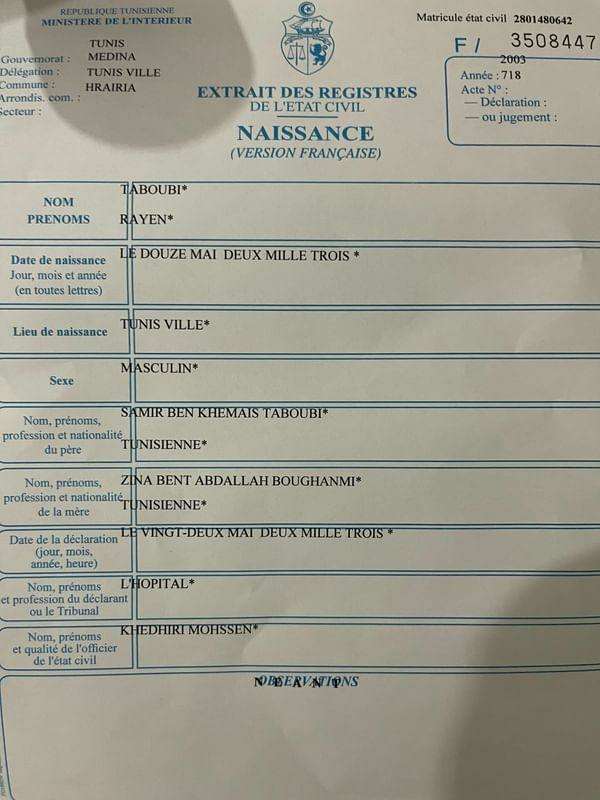 REPUBLIQUE TUNISIENNE
MINISTERE DE L'INTERIEUR
Matricule état civil 2801480642
F / 3508447
Gouvernorat : TUNIS
Délégation : MEDINA
Commune : TUNIS VILLE
Arrondis. com. : HRAIRIA
Secteur :
2003
Année : 718
Acte N° :
— Déclaration :
— ou jugement :
EXTRAIT DES REGISTRES
DE L'ETAT CIVIL
NAISSANCE
(VERSION FRANÇAISE)
NOM TABOUBI*
PRENOMS RAYEN*
Date de naissance
Jour, mois et année
(en toutes lettres)
LE DOUZE MAI DEUX MILLE TROIS *
Lieu de naissance TUNIS VILLE*
Sexe MASCULIN*
Nom, prénoms,
profession et nationalité
du père
SAMIR BEN KHEMAIS TABOUBI*
TUNISIENNE*
Nom, prénoms,
profession et nationalité
de la mère
ZINA BENT ABDALLAH BOUGHANMI*
TUNISIENNE*
Date de la déclaration
(jour, mois,
année, heure)
LE VINGT-DEUX MAI DEUX MILLE TROIS *
Nom, prénoms
et profession du déclarant
ou le Tribunal
L'HOPITAL*
Nom, prénoms
et qualité de l'officier
de l'état civil
KHEDHIRI MOHSSEN*
OBSERVATIONS
N E A N T